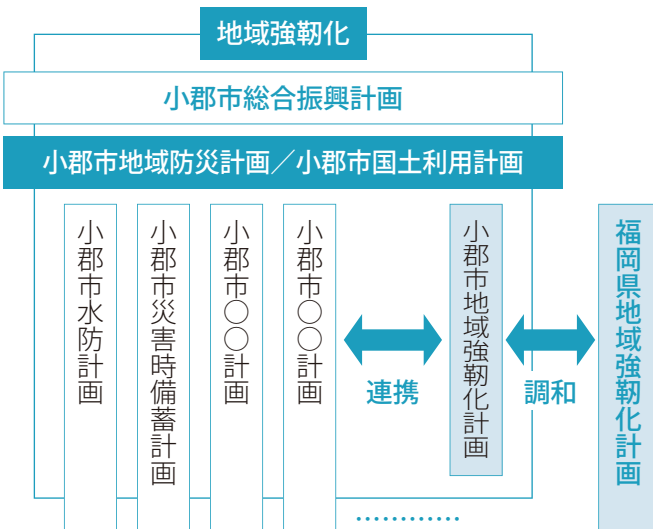 地域強靭化
小郡市総合振興計画
小郡市地域防災計画／小郡市国土利用計画
小郡市水防計画
小郡市災害時備蓄計画
小郡市○○計画
小郡市○○計画
連携
小郡市地域強靭化計画
調和
福岡県地域強靭化計画
…………